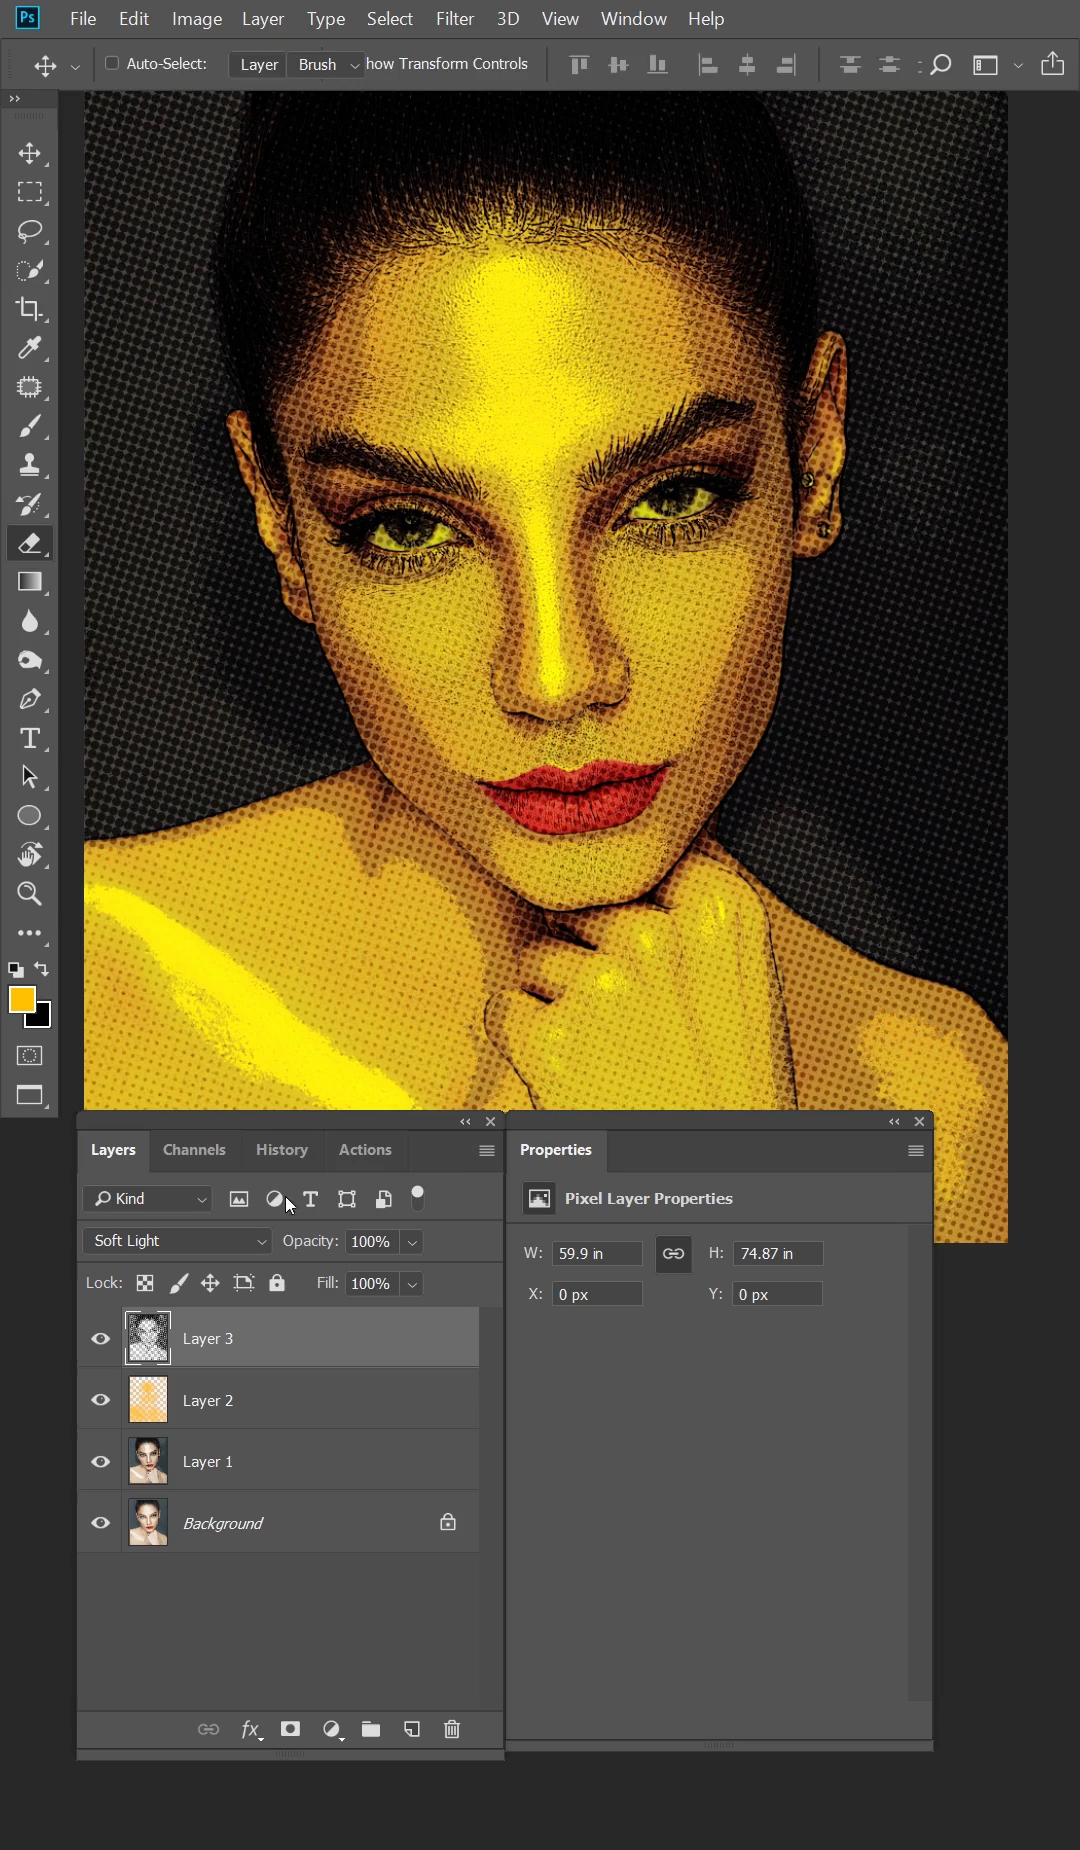 Ps File Edit Image Layer Type Select Filter 3D View Window Help
Auto-Select: Layer Brush how Transform Controls
Layers Channels History Actions
Kind
Soft Light Opacity: 100%
Lock: Fill: 100%
Layer 3
Layer 2
Layer 1
Background
fx
Properties
Pixel Layer Properties
W: 59.9 in H: 74.87 in
X: 0 px Y: 0 px